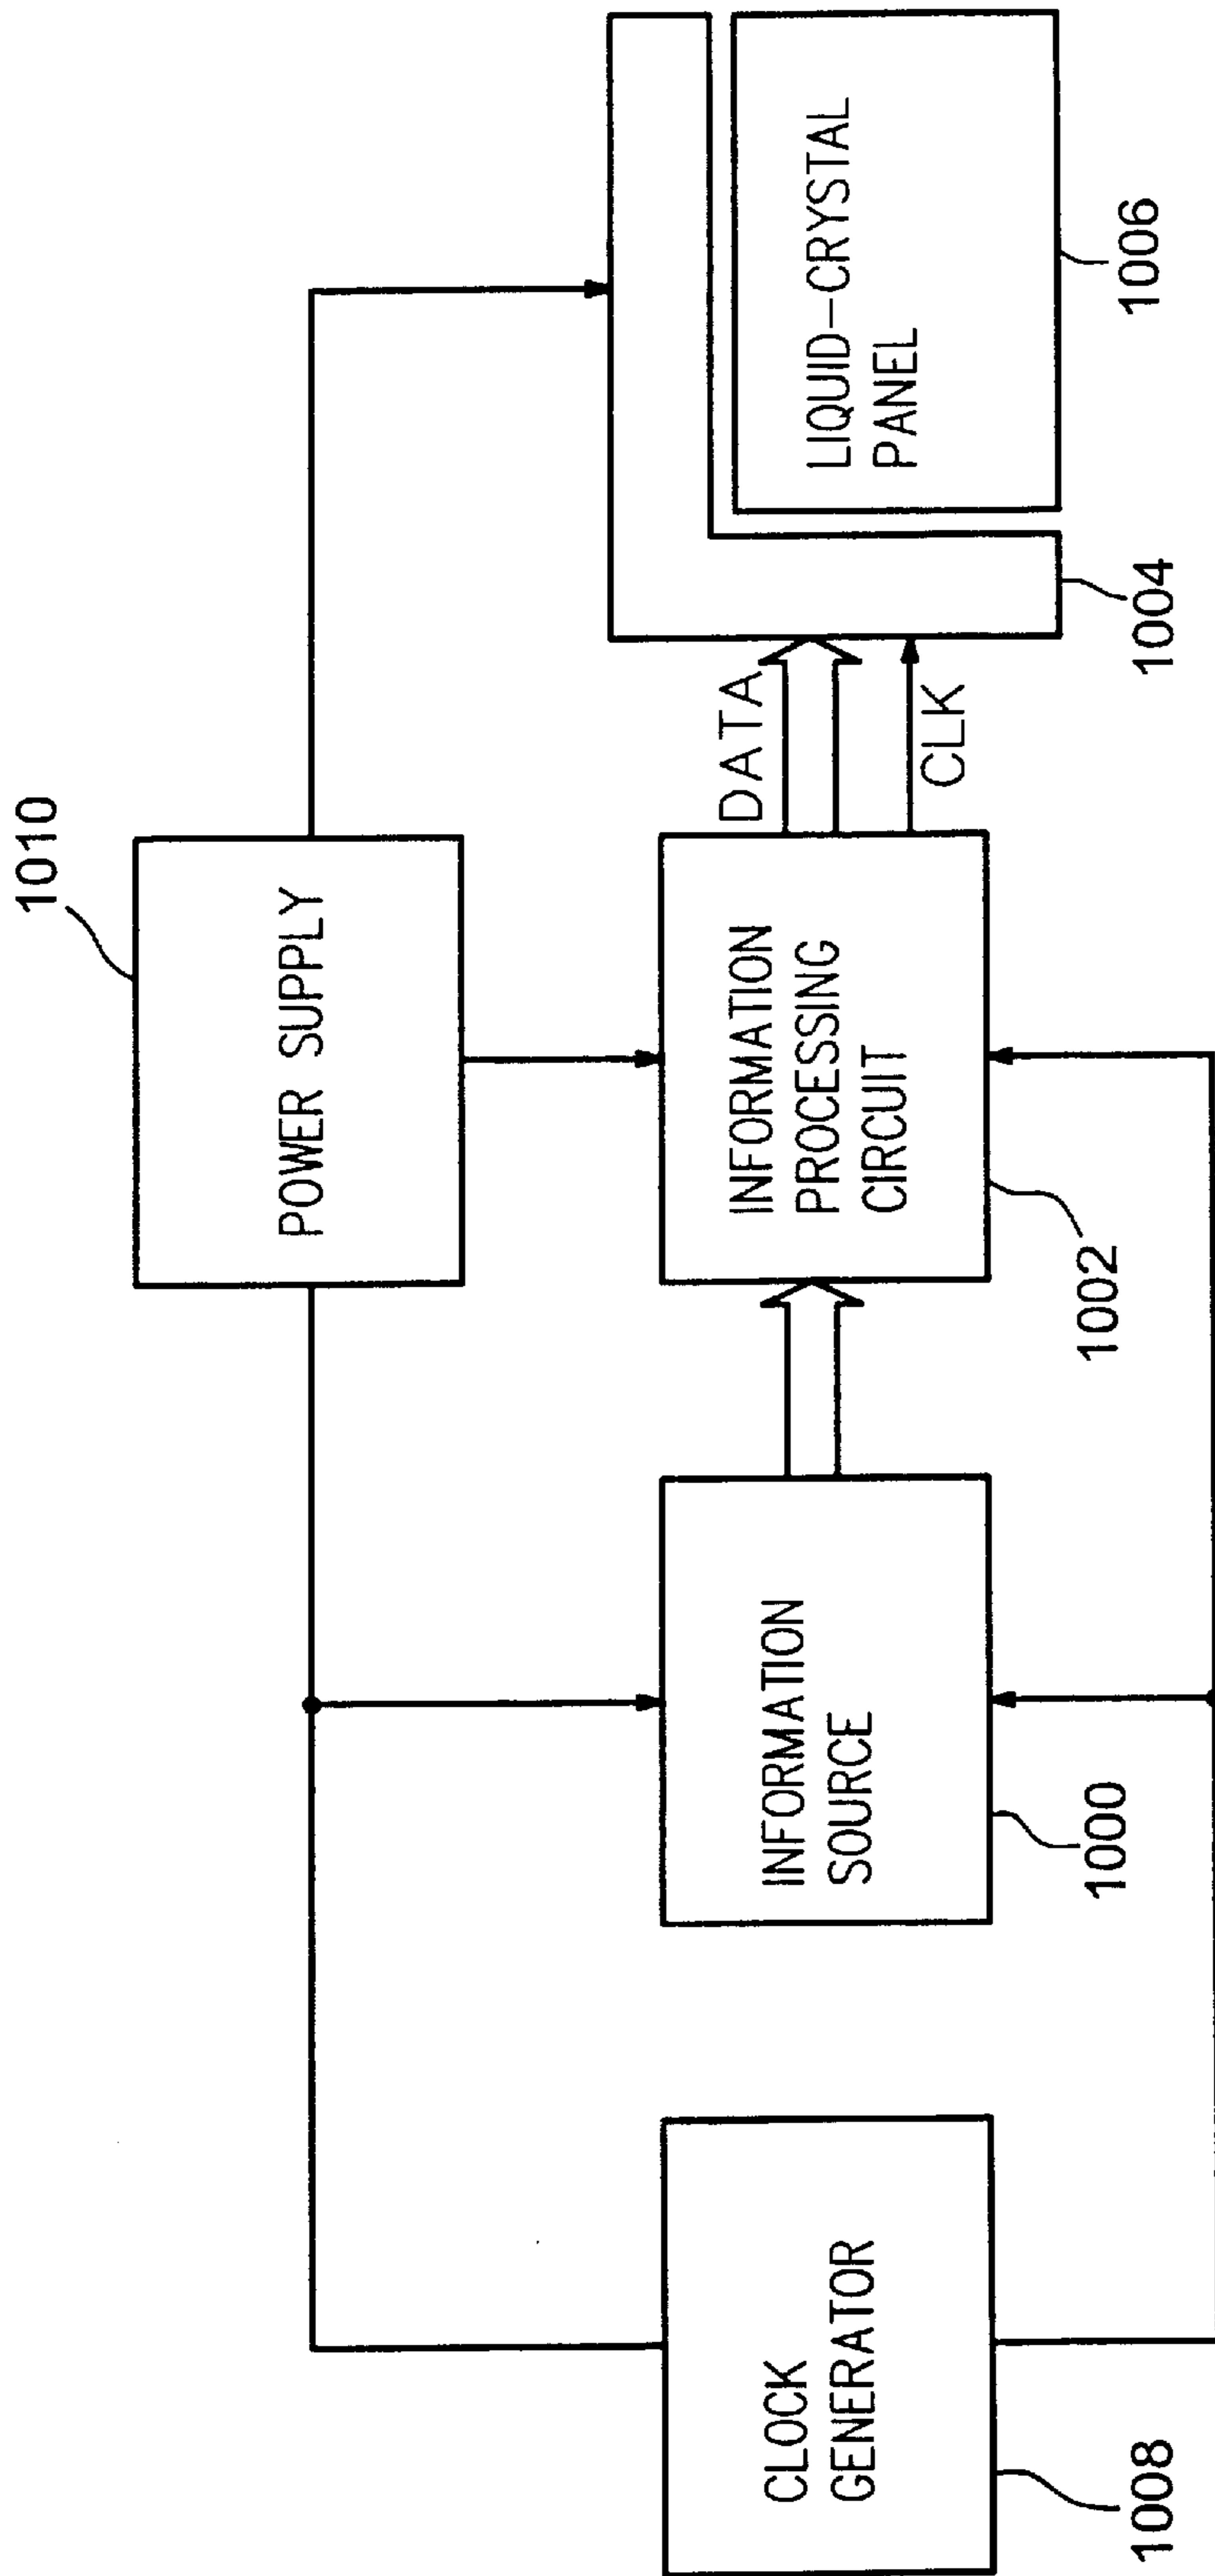 1010
POWER SUPPLY
CLOCK
GENERATOR
1008
INFORMATION
SOURCE
1000
INFORMATION
PROCESSING
CIRCUIT
1002
DATA
CLK
1004
LIQUID-CRYSTAL
PANEL
1006